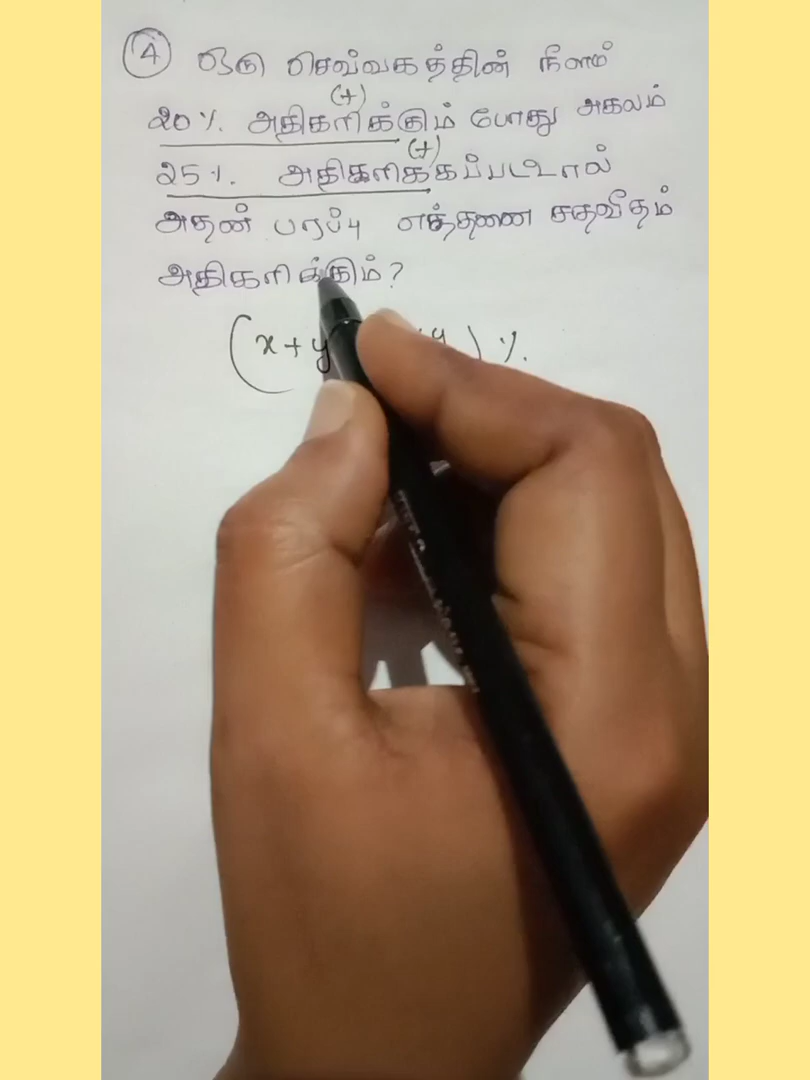 ④ ஒரு செவ்வகத்தின் நீளம்
(+)
20%. அதிகரிக்கும் போது அகலம்
(+)
25%. அதிகரிக்கப்பட்டால்
அதன் பரப்பு எத்தனை சதவீதம்
அதிகரிக்கும்?
(x+y ) %.